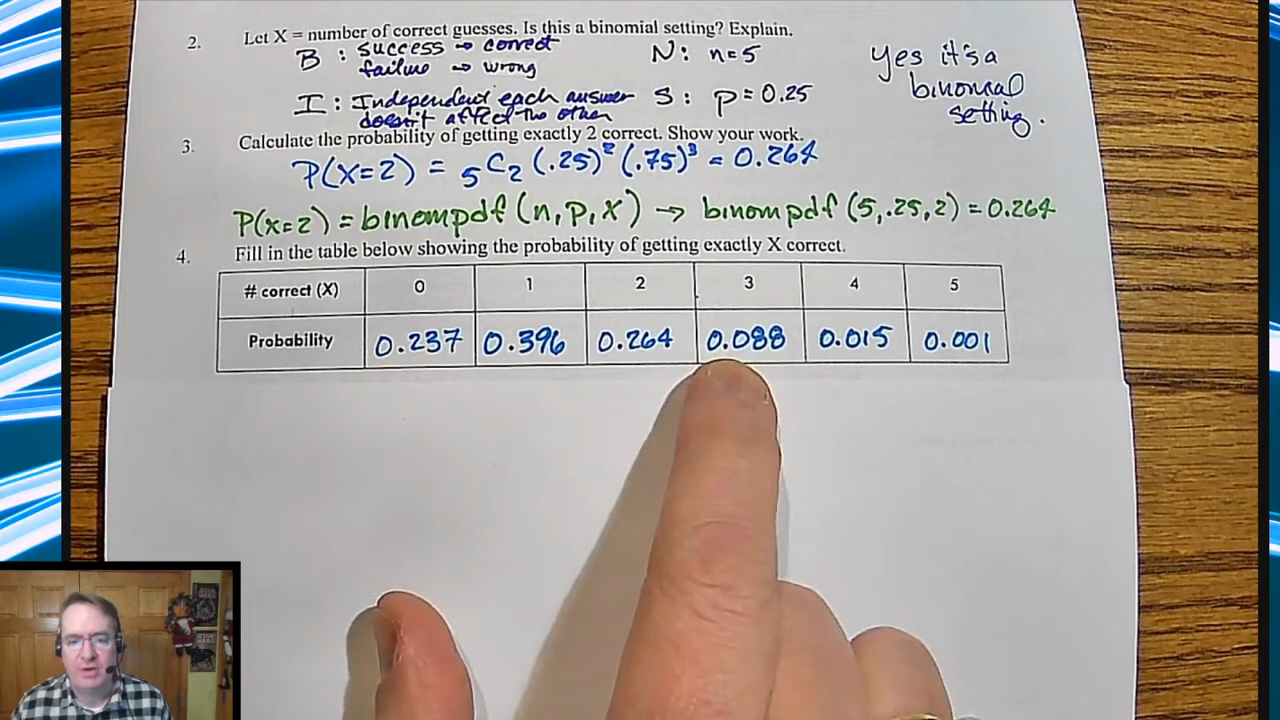 2. Let X = number of correct guesses. Is this a binomial setting? Explain.
B : success → correct
failure → wrong
N: n=5
I : Independent each answer
doesn't affect the other
S: p=0.25
Yes it's a
binomial
setting.
3. Calculate the probability of getting exactly 2 correct. Show your work.
P(X=2) = ₅C₂ (.25)² (.75)³ = 0.264
P(x=2) = binompdf (n, p, x) → binompdf (5, .25, 2) = 0.264
4. Fill in the table below showing the probability of getting exactly X correct.
# correct (X) 0 1 2 3 4 5
Probability 0.237 0.396 0.264 0.088 0.015 0.001
STAR WARS
STAR WARS